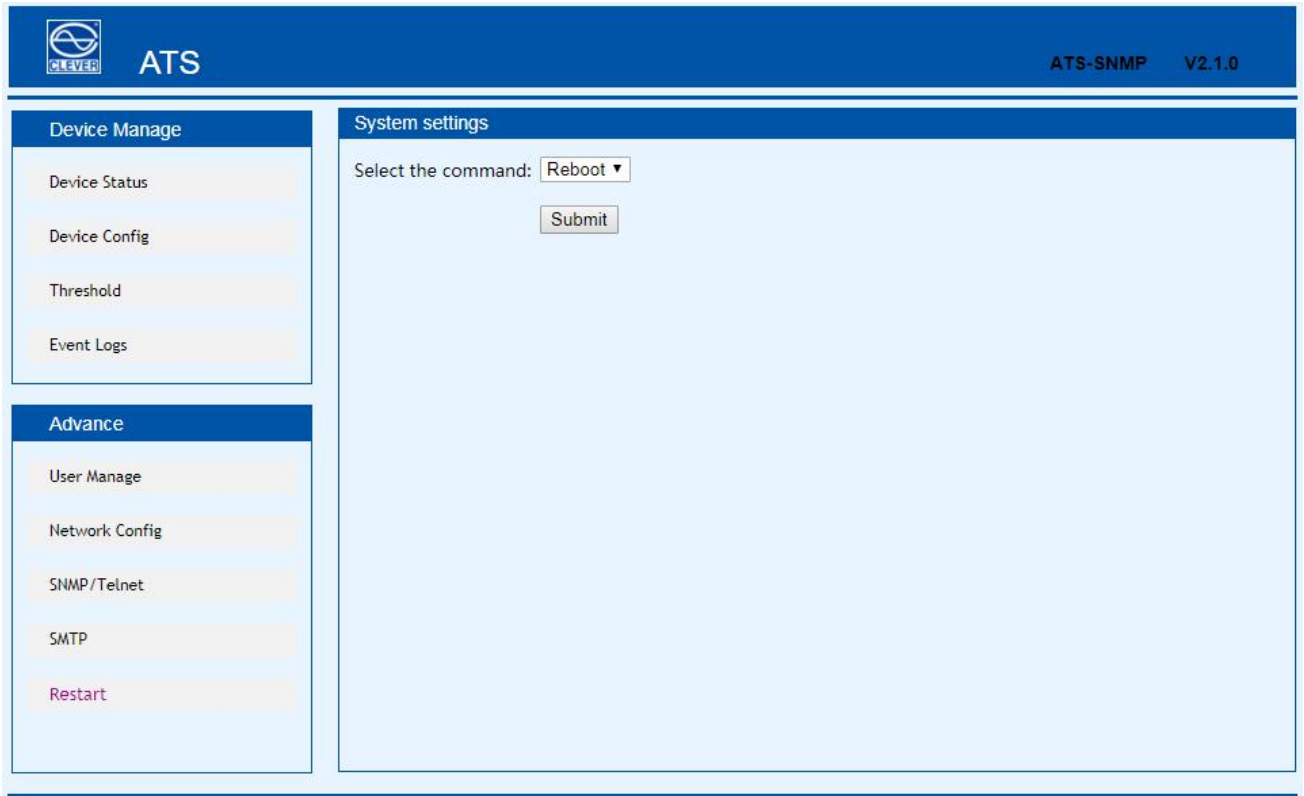 CLEVER
ATS
ATS-SNMP V2.1.0
Device Manage
Device Status
Device Config
Threshold
Event Logs
Advance
User Manage
Network Config
SNMP/Telnet
SMTP
Restart
System settings
Select the command: Reboot
Submit